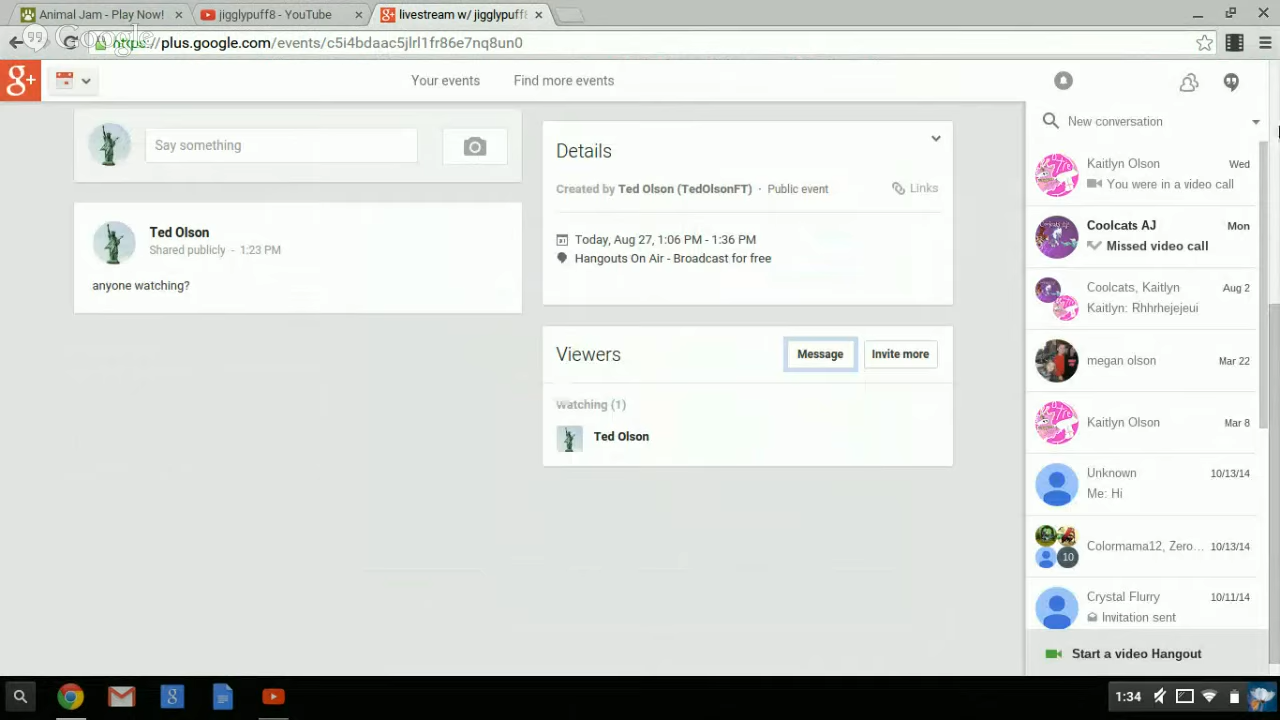 Animal Jam - Play Now!
jigglypuff8 - YouTube
livestream w/ jigglypuff8
https://plus.google.com/events/c5i4bdaac5jlrl1fr86e7nq8un0
Google
g+
Your events
Find more events
Say something
Ted Olson
Shared publicly - 1:23 PM
anyone watching?
Details
Created by Ted Olson (TedOlsonFT) · Public event
Links
31 Today, Aug 27, 1:06 PM - 1:36 PM
Hangouts On Air - Broadcast for free
Viewers
Message
Invite more
Watching (1)
Ted Olson
New conversation
Kaitlyn Olson Wed
You were in a video call
Coolcats AJ Mon
Missed video call
Coolcats, Kaitlyn Aug 2
Kaitlyn: Rhhrhejejeui
megan olson Mar 22
Kaitlyn Olson Mar 8
Unknown 10/13/14
Me: Hi
Colormama12, Zero... 10/13/14
10
Crystal Flurry 10/11/14
Invitation sent
Start a video Hangout
1:34